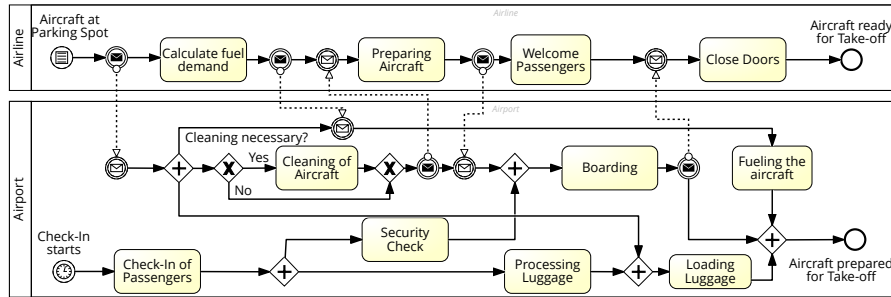 Airline
Aircraft at
Parking Spot
Calculate fuel
demand
Preparing
Aircraft
Welcome
Passengers
Close Doors
Aircraft ready
for Take-off
Airline
Airport
Cleaning necessary?
Yes
No
Cleaning of
Aircraft
Boarding
Fueling the
aircraft
Airport
Check-In
starts
Check-In of
Passengers
Security
Check
Processing
Luggage
Loading
Luggage
Aircraft prepared
for Take-off